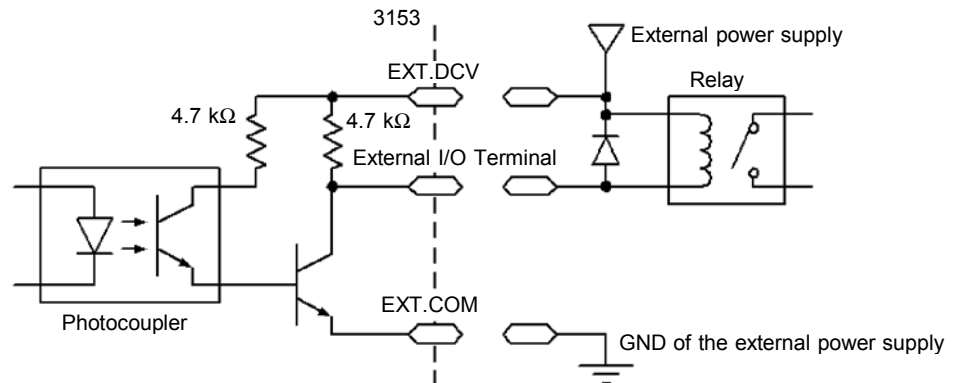 3153
External power supply
EXT.DCV
Relay
4.7 kΩ
4.7 kΩ
External I/O Terminal
EXT.COM
Photocoupler
GND of the external power supply